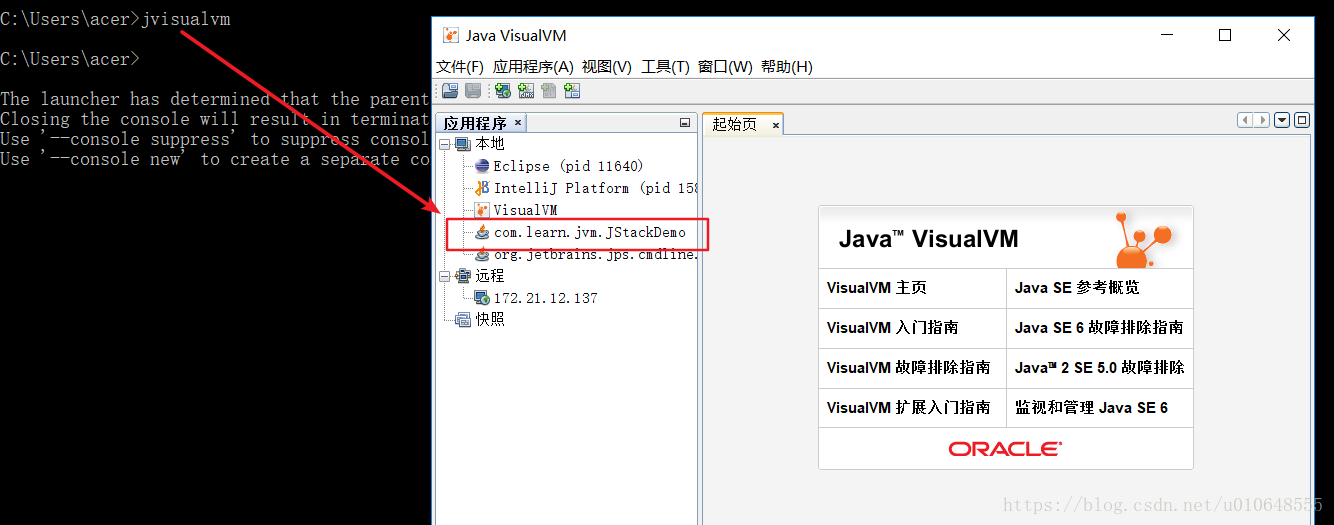 C:\Users\acer>jvisualvm
C:\Users\acer>
The launcher has determined that the parent
Closing the console will result in terminat
Use '--console suppress' to suppress consol
Use '--console new' to create a separate co
Java VisualVM
文件(F) 应用程序(A) 视图(V) 工具(T) 窗口(W) 帮助(H)
应用程序 ×
本地
Eclipse (pid 11640)
IntelliJ Platform (pid 158
VisualVM
com.learn.jvm.JStackDemo
org.jetbrains.jps.cmdline.
远程
172.21.12.137
快照
起始页 ×
Java™ VisualVM
VisualVM 主页
Java SE 参考概览
VisualVM 入门指南
Java SE 6 故障排除指南
VisualVM 故障排除指南
Java™ 2 SE 5.0 故障排除
VisualVM 扩展入门指南
监视和管理 Java SE 6
ORACLE
https://blog.csdn.net/u010648555